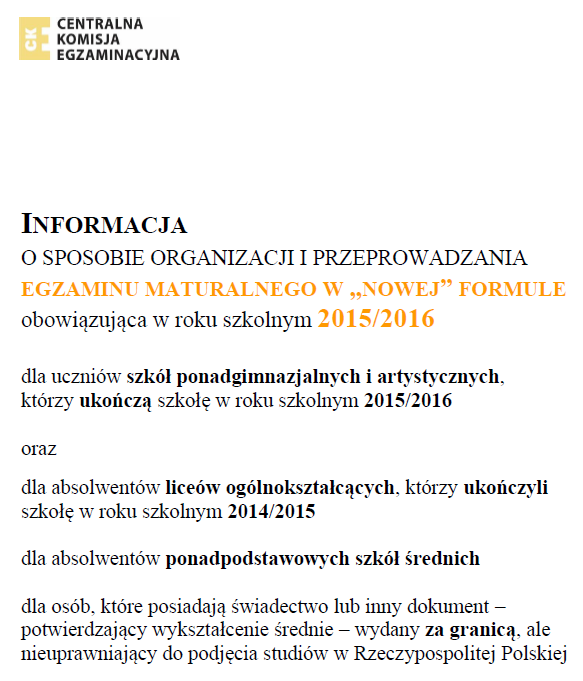 CKE
CENTRALNA
KOMISJA
EGZAMINACYJNA
INFORMACJA
O SPOSOBIE ORGANIZACJI I PRZEPROWADZANIA
EGZAMINU MATURALNEGO W „NOWEJ” FORMULE
obowiązująca w roku szkolnym 2015/2016
dla uczniów szkół ponadgimnazjalnych i artystycznych,
którzy ukończą szkołę w roku szkolnym 2015/2016
oraz
dla absolwentów liceów ogólnokształcących, którzy ukończyli
szkołę w roku szkolnym 2014/2015
dla absolwentów ponadpodstawowych szkół średnich
dla osób, które posiadają świadectwo lub inny dokument –
potwierdzający wykształcenie średnie – wydany za granicą, ale
nieuprawniający do podjęcia studiów w Rzeczypospolitej Polskiej